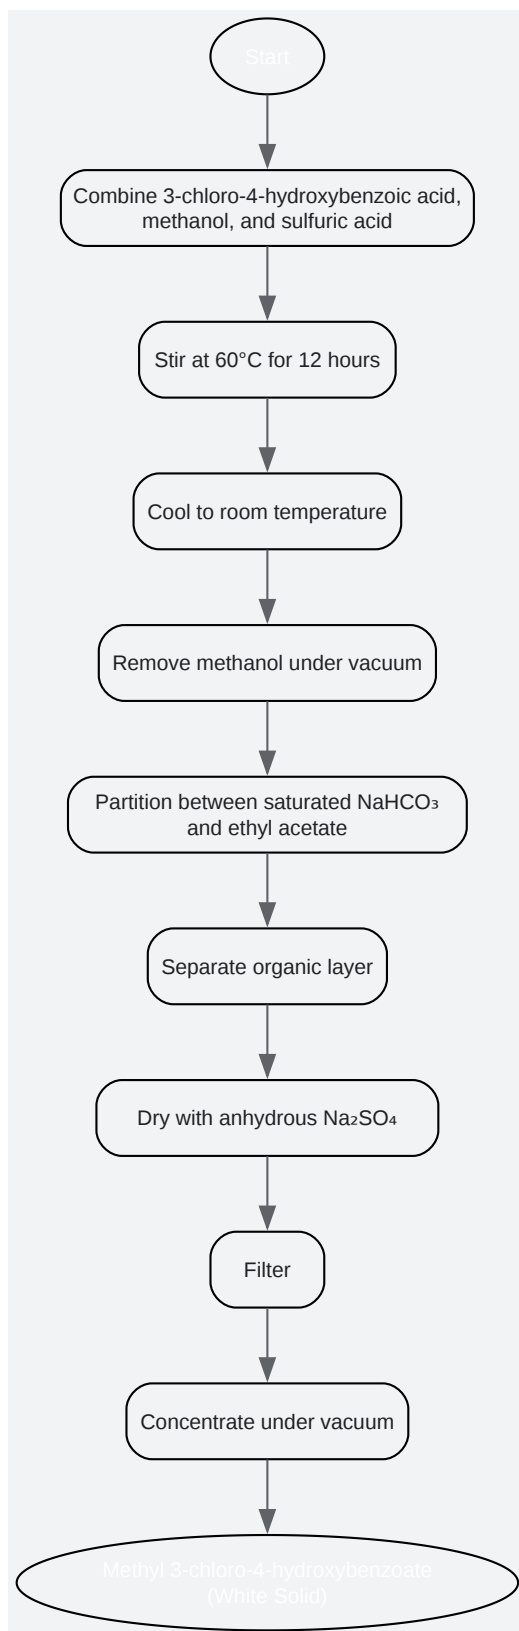 Start
Combine 3-chloro-4-hydroxybenzoic acid,
methanol, and sulfuric acid
Stir at 60°C for 12 hours
Cool to room temperature
Remove methanol under vacuum
Partition between saturated NaHCO₃
and ethyl acetate
Separate organic layer
Dry with anhydrous Na₂SO₄
Filter
Concentrate under vacuum
Methyl 3-chloro-4-hydroxybenzoate
(White Solid)